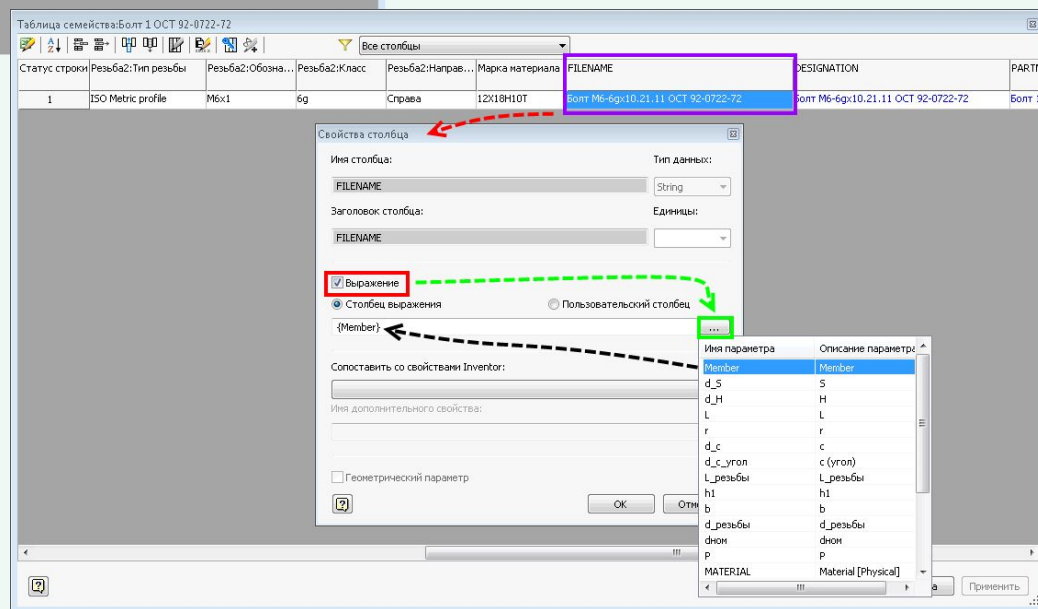 Таблица семейства:Болт 1 ОСТ 92-0722-72
Все столбцы
Статус строки Резьба2:Тип резьбы Резьба2:Обозна... Резьба2:Класс Резьба2:Направ... Марка материала FILENAME DESIGNATION PARTN
1 ISO Metric profile M6x1 6g Справа 12X18H10T Болт М6-6gх10.21.11 ОСТ 92-0722-72 Болт М6-6gх10.21.11 ОСТ 92-0722-72 Болт 1
Свойства столбца
Имя столбца: Тип данных:
FILENAME String
Заголовок столбца: Единицы:
FILENAME
Выражение
Столбец выражения Пользовательский столбец
{Member} ...
Имя параметра Описание параметра
Member Member
Сопоставить со свойствами Inventor:
d_S S
d_H H
L L
Имя дополнительного свойства:
r r
d_c c
d_c_угол c (угол)
Геометрический параметр
L_резьбы L_резьбы
h1 h1
OK Отм
b b
d_резьбы d_резьбы
dном dном
P P
MATERIAL Material [Physical]
а Применить